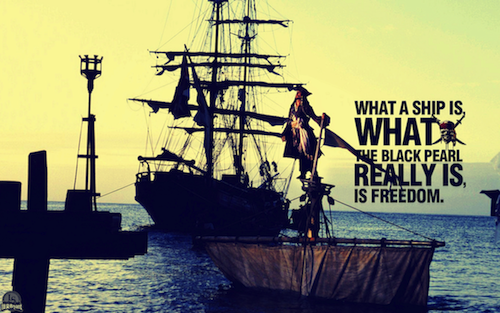 WHAT A SHIP IS,
WHAT
THE BLACK PEARL
REALLY IS,
IS FREEDOM.